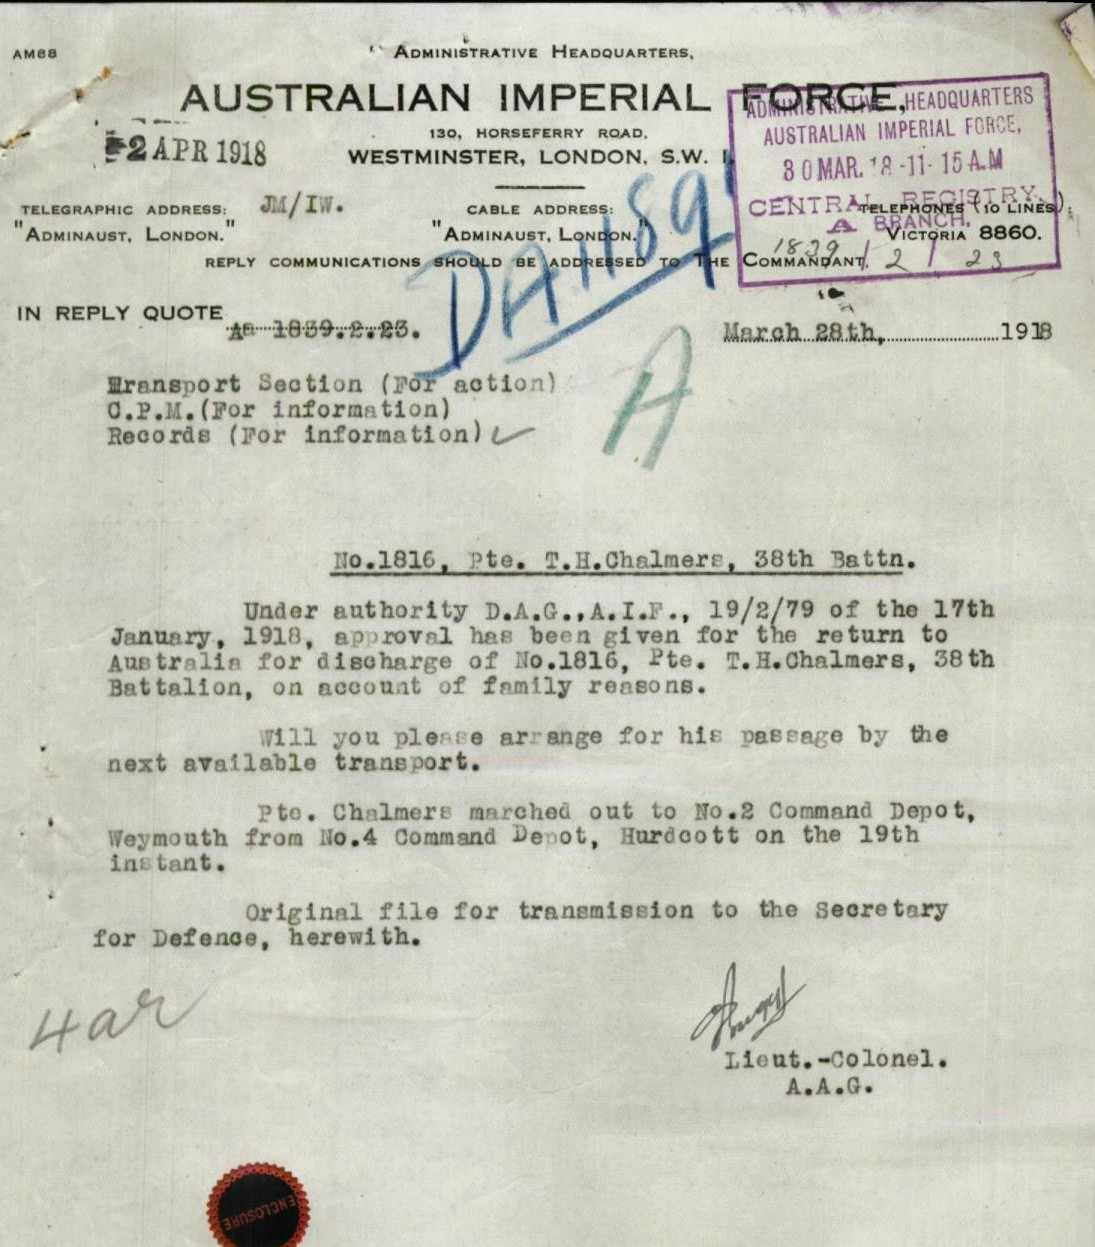 AM88
Administrative Headquarters,
AUSTRALIAN IMPERIAL FORCE,
130, HORSEFERRY ROAD,
WESTMINSTER, LONDON, S.W. 1
2 APR 1918
ADMINISTRATIVE HEADQUARTERS
AUSTRALIAN IMPERIAL FORCE,
30 MAR. 18 -11- 15 A.M
CENTRAL REGISTRY.
A BRANCH.
1839 / 2 / 23
TELEGRAPHIC ADDRESS: JM/IW.
"Adminaust, London."
CABLE ADDRESS:
"Adminaust, London."
TELEPHONES (10 LINES):
Victoria 8860.
REPLY COMMUNICATIONS SHOULD BE ADDRESSED TO The Commandant.
DA 1189
A
IN REPLY QUOTE Aa 1839.2.23.
March 28th, 1918
Transport Section (For action)
C.P.M.(For information)
Records (For information)✓
No.1816, Pte. T.H.Chalmers, 38th Battn.
Under authority D.A.G.,A.I.F., 19/2/79 of the 17th
January, 1918, approval has been given for the return to
Australia for discharge of No.1816, Pte. T.H.Chalmers, 38th
Battalion, on account of family reasons.
Will you please arrange for his passage by the
next available transport.
Pte. Chalmers marched out to No.2 Command Depot,
Weymouth from No.4 Command Depot, Hurdcott on the 19th
instant.
Original file for transmission to the Secretary
for Defence, herewith.
Lieut.-Colonel.
A.A.G.
ENCLOSURE